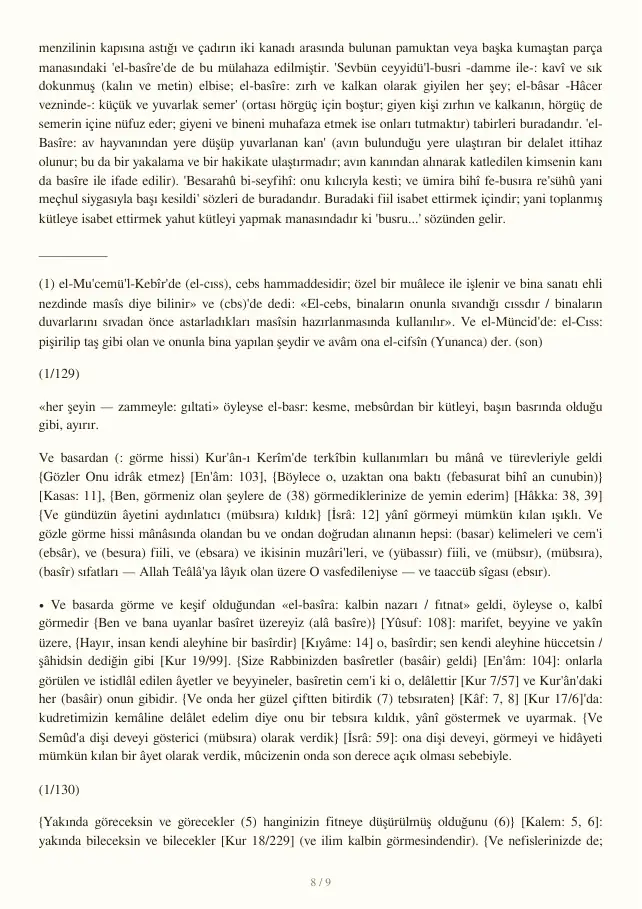 menzilinin kapısına astığı ve çadırın iki kanadı arasında bulunan pamuktan veya başka kumaştan parça
manasındaki 'el-basîre'de de bu mülahaza edilmiştir. 'Sevbün ceyyidü'l-busri -damme ile-: kavî ve sık
dokunmuş (kalın ve metin) elbise; el-basîre: zırh ve kalkan olarak giyilen her şey; el-bâsar -Hâcer
vezninde-: küçük ve yuvarlak semer' (ortası hörgüç için boştur; giyen kişi zırhın ve kalkanın, hörgüç de
semerin içine nüfuz eder; giyeni ve bineni muhafaza etmek ise onları tutmaktır) tabirleri buradandır. 'el-
Basîre: av hayvanından yere düşüp yuvarlanan kan' (avın bulunduğu yere ulaştıran bir delalet ittihaz
olunur; bu da bir yakalama ve bir hakikate ulaştırmadır; avın kanından alınarak katledilen kimsenin kanı
da basîre ile ifade edilir). 'Besarahû bi-seyfihî: onu kılıcıyla kesti; ve ümira bihî fe-busıra re'sühû yani
meçhul siygasıyla başı kesildi' sözleri de buradandır. Buradaki fiil isabet ettirmek içindir; yani toplanmış
kütleye isabet ettirmek yahut kütleyi yapmak manasındadır ki 'busru...' sözünden gelir.
(1) el-Mu'cemü'l-Kebîr'de (el-cıss), cebs hammaddesidir; özel bir muâlece ile işlenir ve bina sanatı ehli
nezdinde masîs diye bilinir» ve (cbs)'de dedi: «El-cebs, binaların onunla sıvandığı cıssdır / binaların
duvarlarını sıvadan önce astarladıkları masîsin hazırlanmasında kullanılır». Ve el-Müncid'de: el-Cıss:
pişirilip taş gibi olan ve onunla bina yapılan şeydir ve avâm ona el-cifsîn (Yunanca) der. (son)
(1/129)
«her şeyin — zammeyle: gıltati» öyleyse el-basr: kesme, mebsûrdan bir kütleyi, başın basrında olduğu
gibi, ayırır.
Ve basardan (: görme hissi) Kur'ân-ı Kerîm'de terkîbin kullanımları bu mânâ ve türevleriyle geldi
{Gözler Onu idrâk etmez} [En'âm: 103], {Böylece o, uzaktan ona baktı (febasurat bihî an cunubin)}
[Kasas: 11], {Ben, görmeniz olan şeylere de (38) görmediklerinize de yemin ederim} [Hâkka: 38, 39]
{Ve gündüzün âyetini aydınlatıcı (mübsıra) kıldık} [İsrâ: 12] yânî görmeyi mümkün kılan ışıklı. Ve
gözle görme hissi mânâsında olandan bu ve ondan doğrudan alınanın hepsi: (basar) kelimeleri ve cem'i
(ebsâr), ve (besura) fiili, ve (ebsara) ve ikisinin muzâri'leri, ve (yübassır) fiili, ve (mübsır), (mübsıra),
(basîr) sıfatları — Allah Teâlâ'ya lâyık olan üzere O vasfedileniyse — ve taaccüb sîgası (ebsır).
• Ve basarda görme ve keşif olduğundan «el-basîra: kalbin nazarı / fıtnat» geldi, öyleyse o, kalbî
görmedir {Ben ve bana uyanlar basîret üzereyiz (alâ basîre)} [Yûsuf: 108]: marifet, beyyine ve yakîn
üzere, {Hayır, insan kendi aleyhine bir basîrdir} [Kıyâme: 14] o, basîrdir; sen kendi aleyhine hüccetsin /
şâhidsin dediğin gibi [Kur 19/99]. {Size Rabbinizden basîretler (basâir) geldi} [En'âm: 104]: onlarla
görülen ve istidlâl edilen âyetler ve beyyineler, basîretin cem'i ki o, delâlettir [Kur 7/57] ve Kur'ân'daki
her (basâir) onun gibidir. {Ve onda her güzel çiftten bitirdik (7) tebsıraten} [Kâf: 7, 8] [Kur 17/6]'da:
kudretimizin kemâline delâlet edelim diye onu bir tebsıra kıldık, yânî göstermek ve uyarmak. {Ve
Semûd'a dişi deveyi gösterici (mübsıra) olarak verdik} [İsrâ: 59]: ona dişi deveyi, görmeyi ve hidâyeti
mümkün kılan bir âyet olarak verdik, mûcizenin onda son derece açık olması sebebiyle.
(1/130)
{Yakında göreceksin ve görecekler (5) hanginizin fitneye düşürülmüş olduğunu (6)} [Kalem: 5, 6]:
yakında bileceksin ve bilecekler [Kur 18/229] (ve ilim kalbin görmesindendir). {Ve nefislerinizde de;
8 / 9